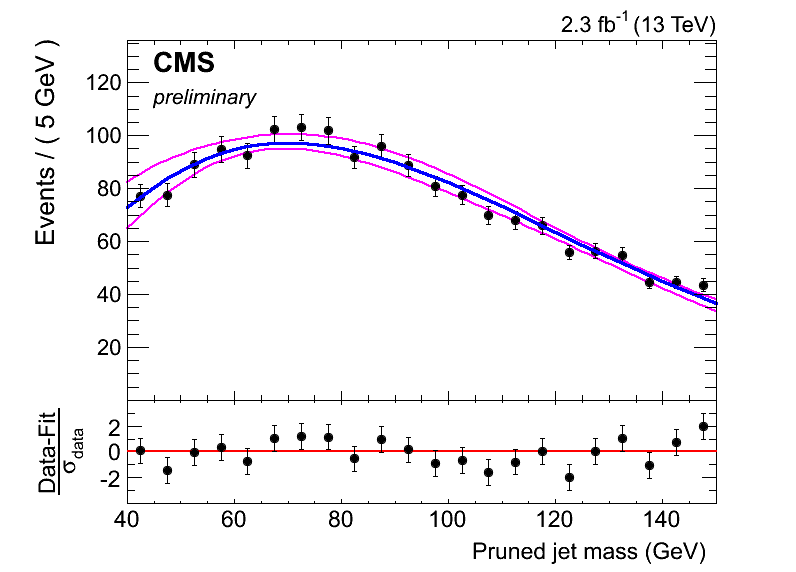 2.3 fb⁻¹ (13 TeV)
CMS
preliminary
Events / ( 5 GeV )
120
100
80
60
40
20
Data-Fit
σdata
2
0
-2
40 60 80 100 120 140
Pruned jet mass (GeV)